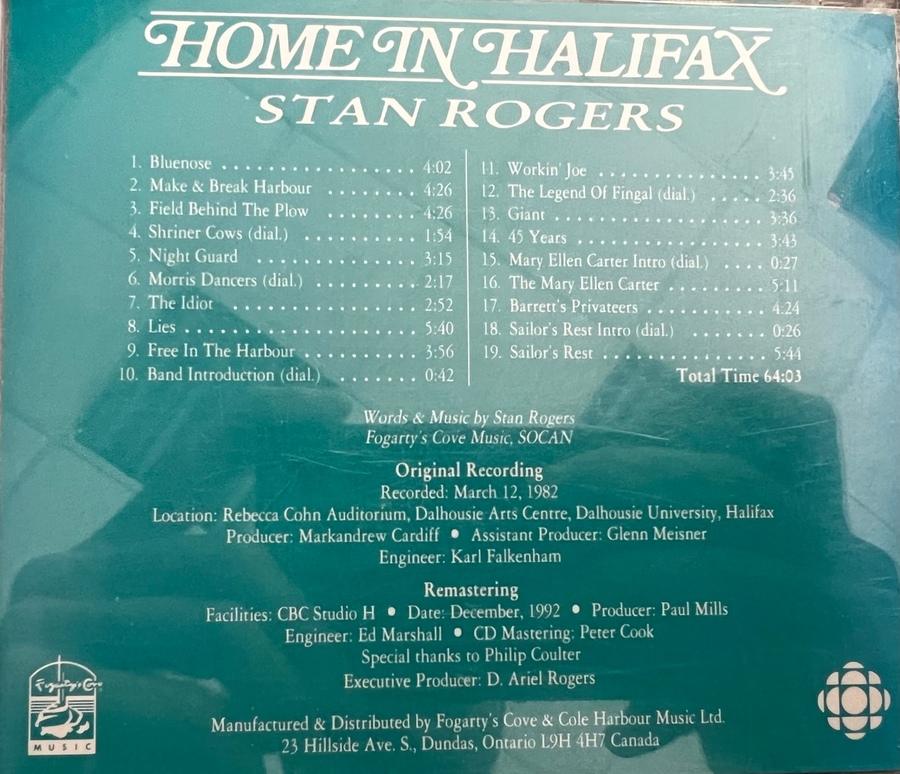 HOME IN HALIFAX
STAN ROGERS
1. Bluenose . . . . . . . . . . . . . . . . . . 4:02
2. Make & Break Harbour . . . . . . . . 4:26
3. Field Behind The Plow . . . . . . . . 4:26
4. Shriner Cows (dial.) . . . . . . . . . . 1:54
5. Night Guard . . . . . . . . . . . . . . 3:15
6. Morris Dancers (dial.) . . . . . . . . . 2:17
7. The Idiot . . . . . . . . . . . . . . . . . 2:52
8. Lies . . . . . . . . . . . . . . . . . . . . . 5:40
9. Free In The Harbour . . . . . . . . . . 3:56
10. Band Introduction (dial.) . . . . . . . 0:42
11. Workin' Joe . . . . . . . . . . . . . . . 3:45
12. The Legend Of Fingal (dial.) . . . . . 2:36
13. Giant . . . . . . . . . . . . . . . . . . . 3:36
14. 45 Years . . . . . . . . . . . . . . . . . 3:43
15. Mary Ellen Carter Intro (dial.) . . . . 0:27
16. The Mary Ellen Carter . . . . . . . . . 5:11
17. Barrett's Privateers . . . . . . . . . . . 4:24
18. Sailor's Rest Intro (dial.) . . . . . . . 0:26
19. Sailor's Rest . . . . . . . . . . . . . . . 5:44
Total Time 64:03
Words & Music by Stan Rogers
Fogarty's Cove Music, SOCAN
Original Recording
Recorded: March 12, 1982
Location: Rebecca Cohn Auditorium, Dalhousie Arts Centre, Dalhousie University, Halifax
Producer: Markandrew Cardiff • Assistant Producer: Glenn Meisner
Engineer: Karl Falkenham
Remastering
Facilities: CBC Studio H • Date: December, 1992 • Producer: Paul Mills
Engineer: Ed Marshall • CD Mastering: Peter Cook
Special thanks to Philip Coulter
Executive Producer: D. Ariel Rogers
Fogarty's Cove
MUSIC
Manufactured & Distributed by Fogarty's Cove & Cole Harbour Music Ltd.
23 Hillside Ave. S., Dundas, Ontario L9H 4H7 Canada